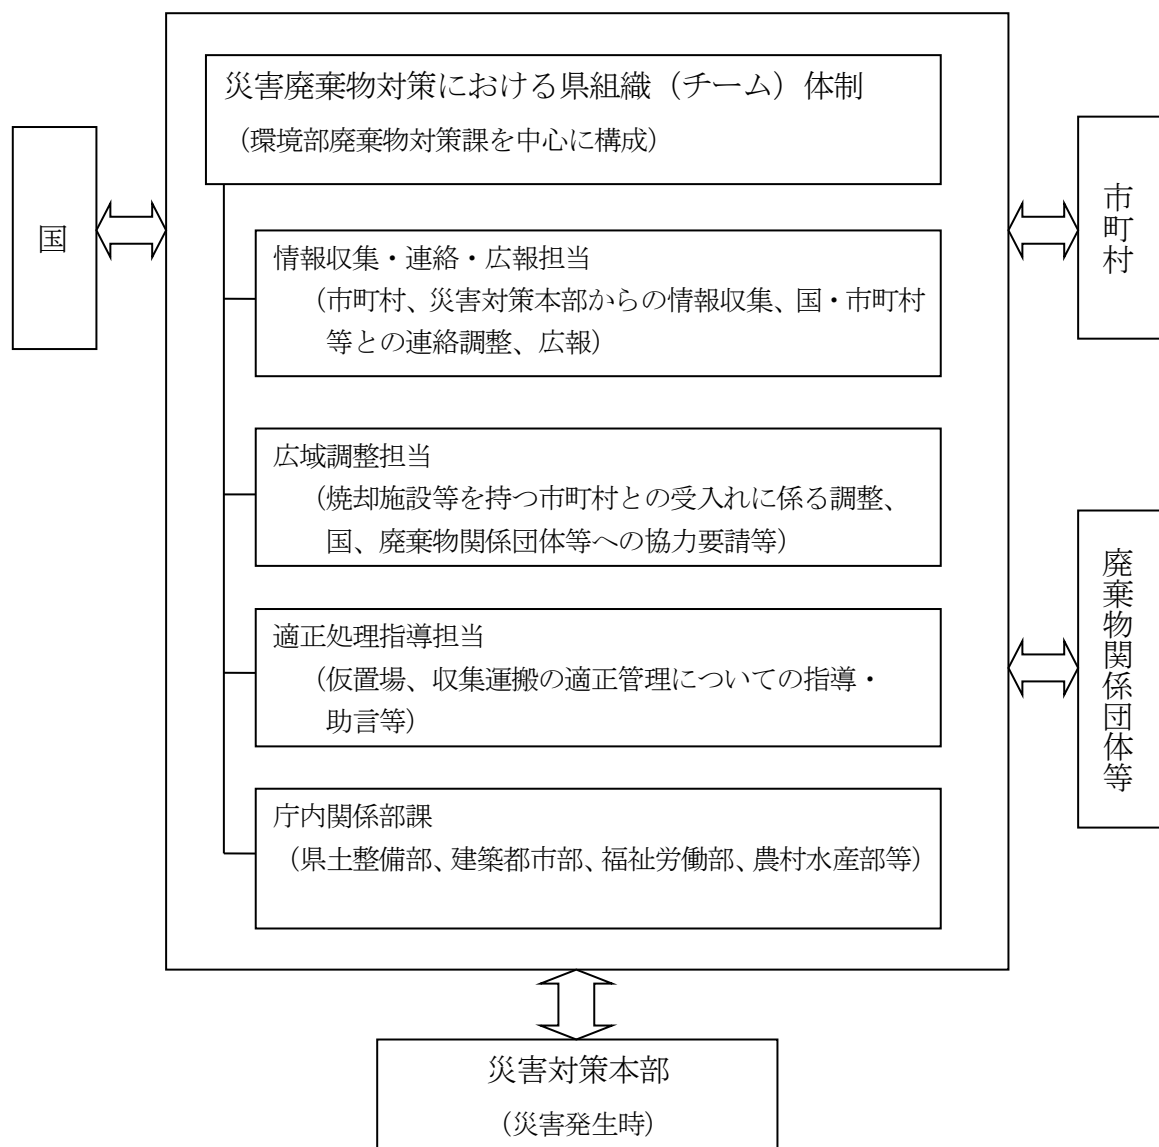 災害廃棄物対策における県組織（チーム）体制
（環境部廃棄物対策課を中心に構成）
国
市町村
情報収集・連絡・広報担当
（市町村、災害対策本部からの情報収集、国・市町村
等との連絡調整、広報）
広域調整担当
（焼却施設等を持つ市町村との受入れに係る調整、
国、廃棄物関係団体等への協力要請等）
廃棄物関係団体等
適正処理指導担当
（仮置場、収集運搬の適正管理についての指導・
助言等）
庁内関係部課
（県土整備部、建築都市部、福祉労働部、農村水産部等）
災害対策本部
（災害発生時）